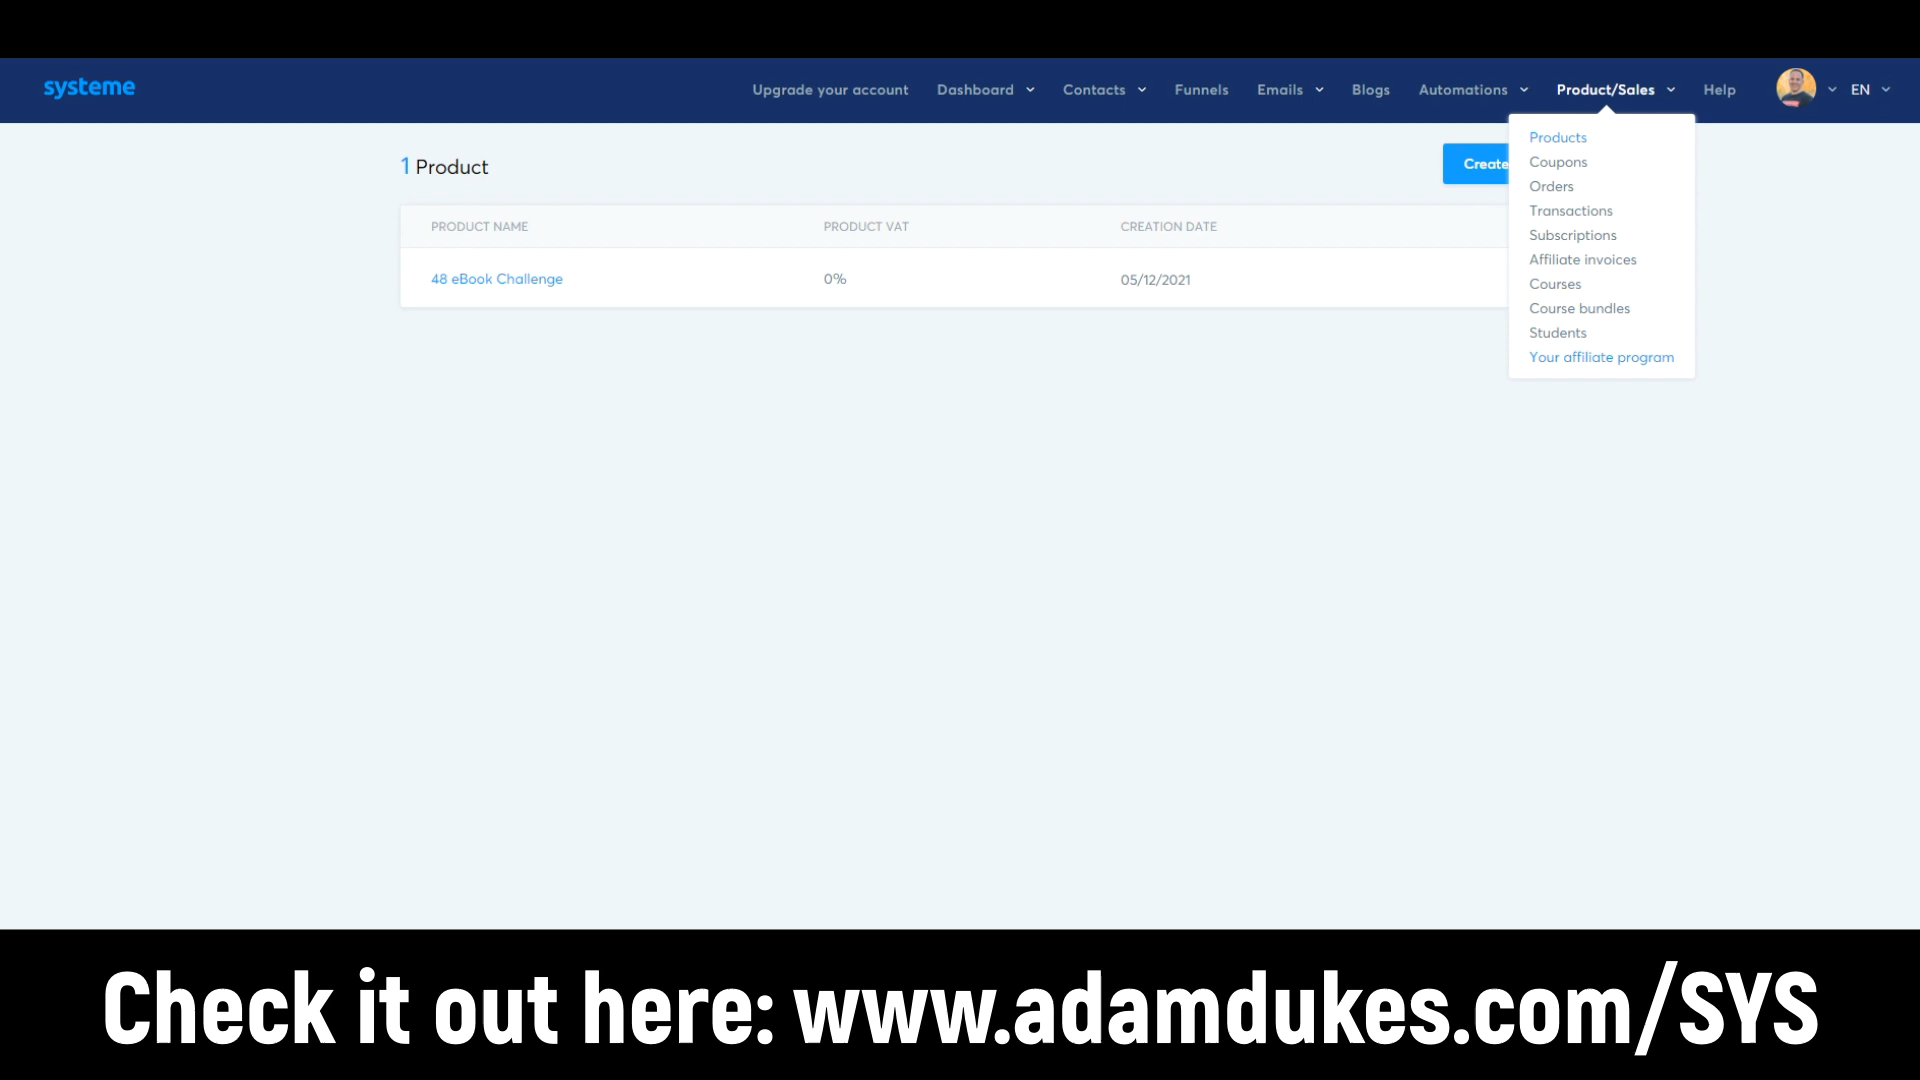 systeme
Upgrade your account Dashboard Contacts Funnels Emails Blogs Automations Product/Sales Help EN
1 Product
Create
PRODUCT NAME PRODUCT VAT CREATION DATE
48 eBook Challenge 0% 05/12/2021
Products
Coupons
Orders
Transactions
Subscriptions
Affiliate invoices
Courses
Course bundles
Students
Your affiliate program
Check it out here: www.adamdukes.com/SYS